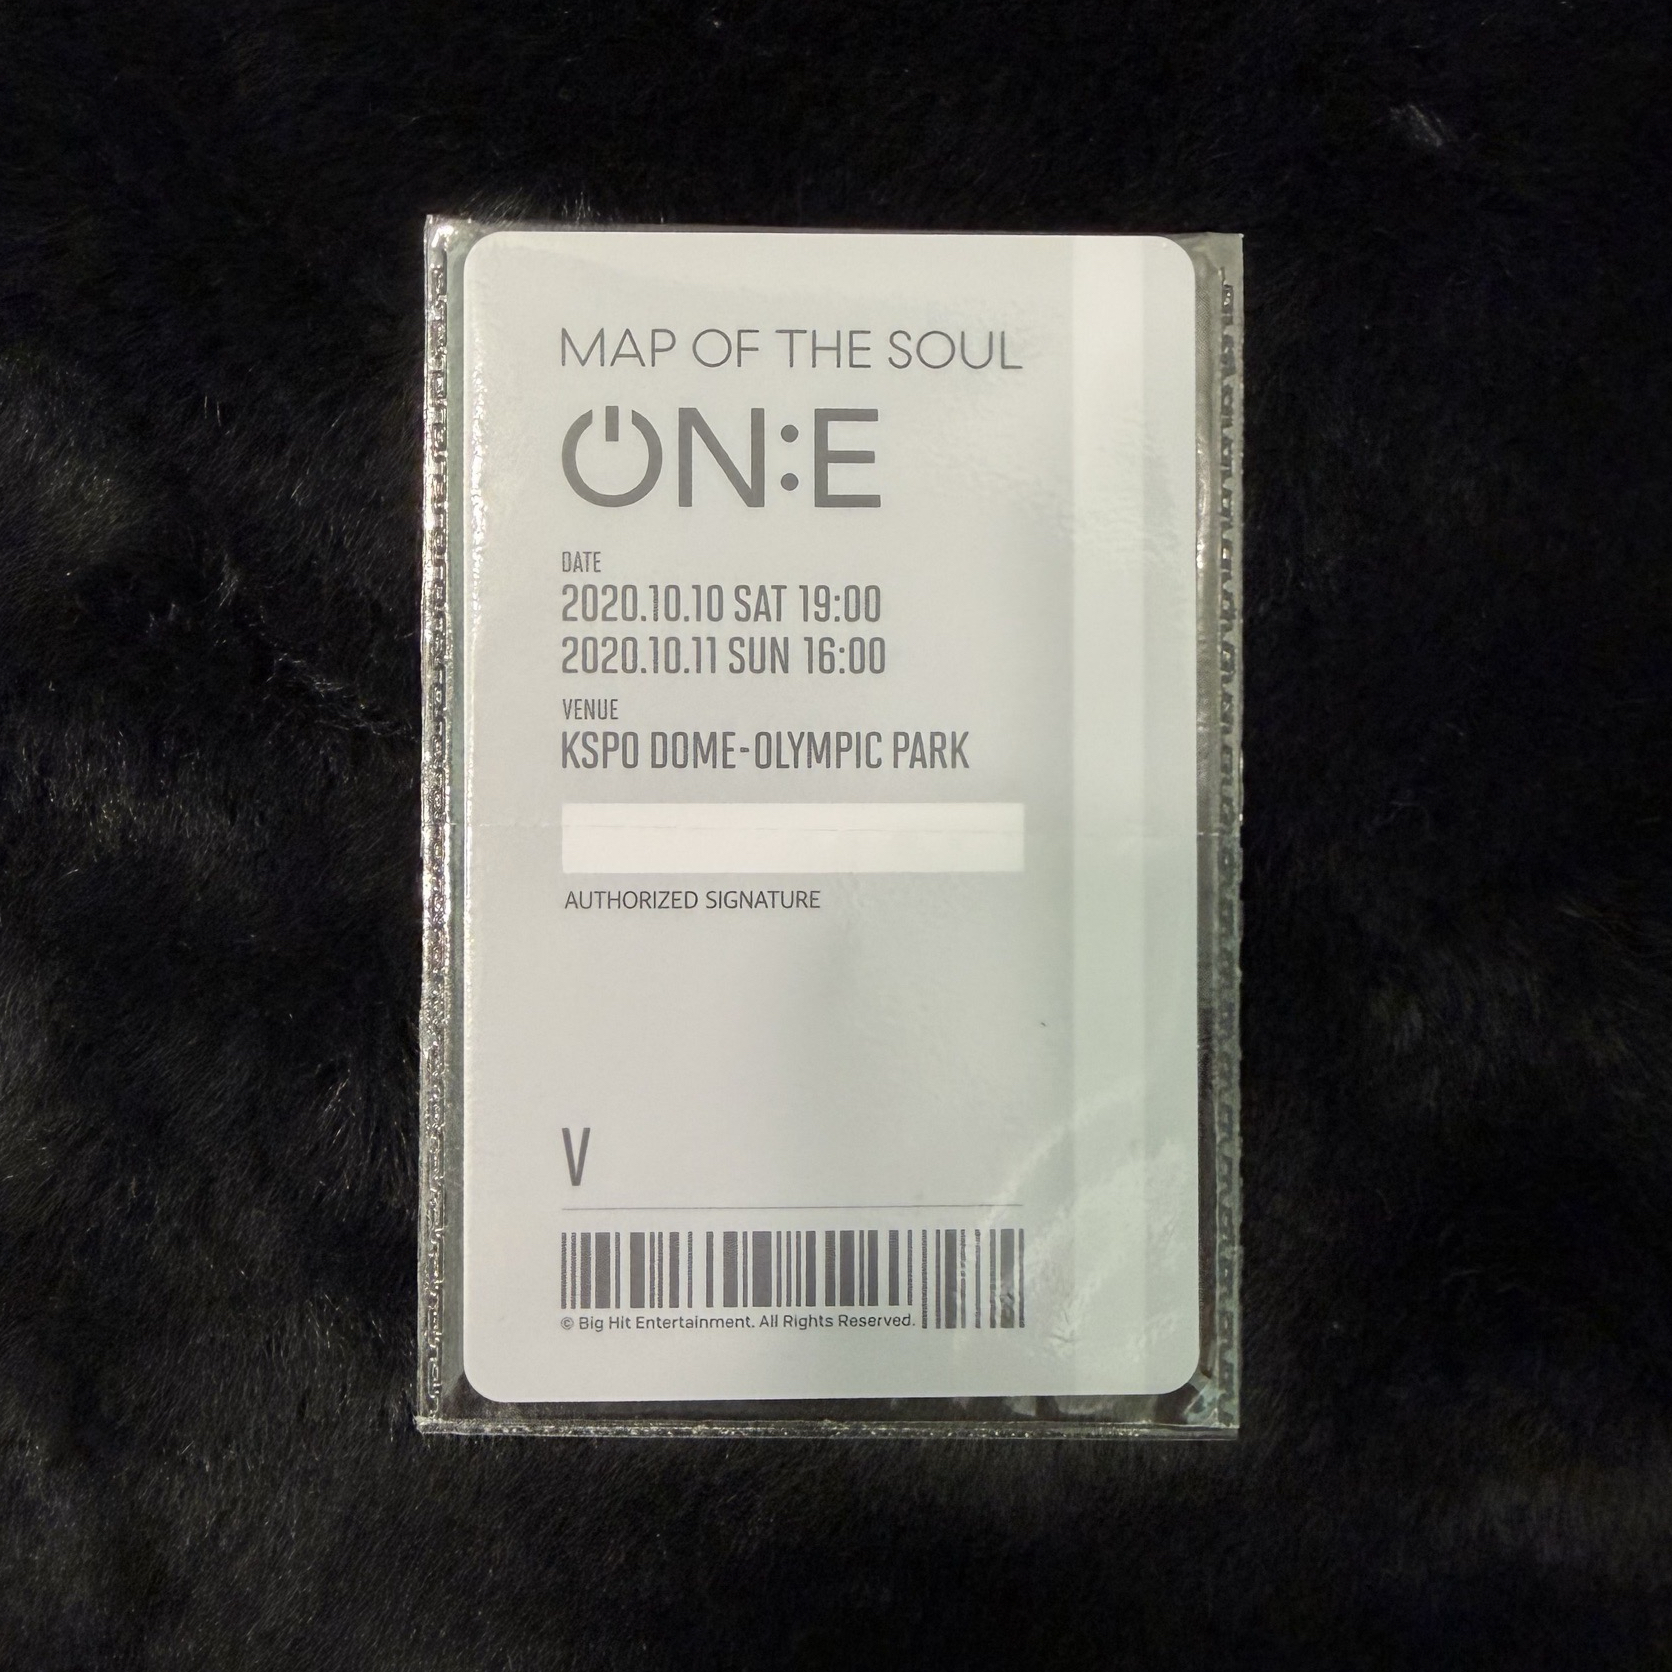 MAP OF THE SOUL
ON:E
DATE
2020.10.10 SAT 19:00
2020.10.11 SUN 16:00
VENUE
KSPO DOME-OLYMPIC PARK
AUTHORIZED SIGNATURE
V
© Big Hit Entertainment. All Rights Reserved.